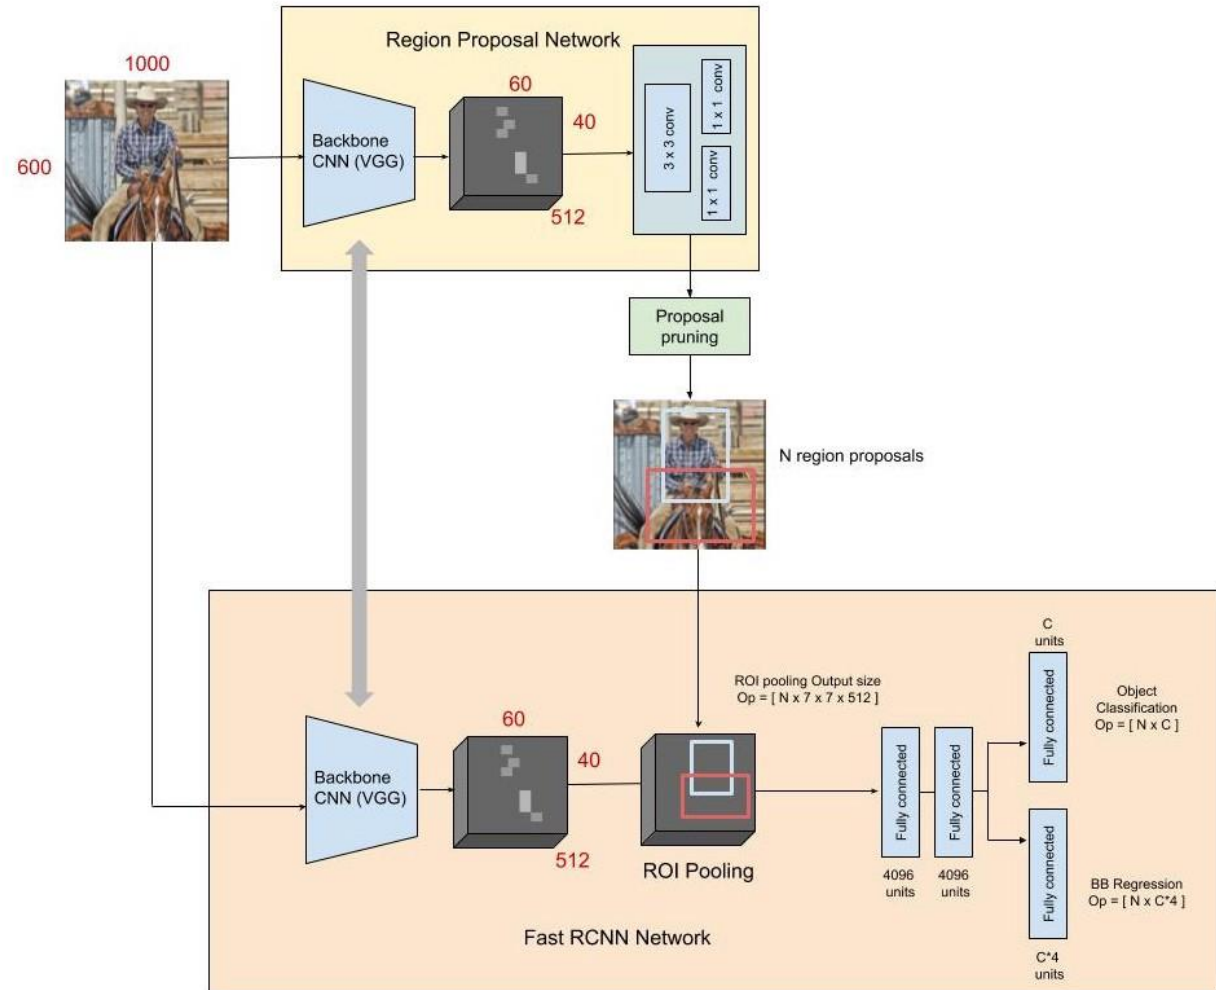 Region Proposal Network
1000
600
Backbone
CNN (VGG)
60
40
512
3 x 3 conv
1 x 1 conv
1 x 1 conv
Proposal
pruning
N region proposals
ROI pooling Output size
Op = [ N x 7 x 7 x 512 ]
C
units
Fully connected
Object
Classification
Op = [ N x C ]
Backbone
CNN (VGG)
60
40
512
ROI Pooling
Fully connected
4096
units
Fully connected
4096
units
Fully connected
BB Regression
Op = [ N x C*4 ]
C*4
units
Fast RCNN Network